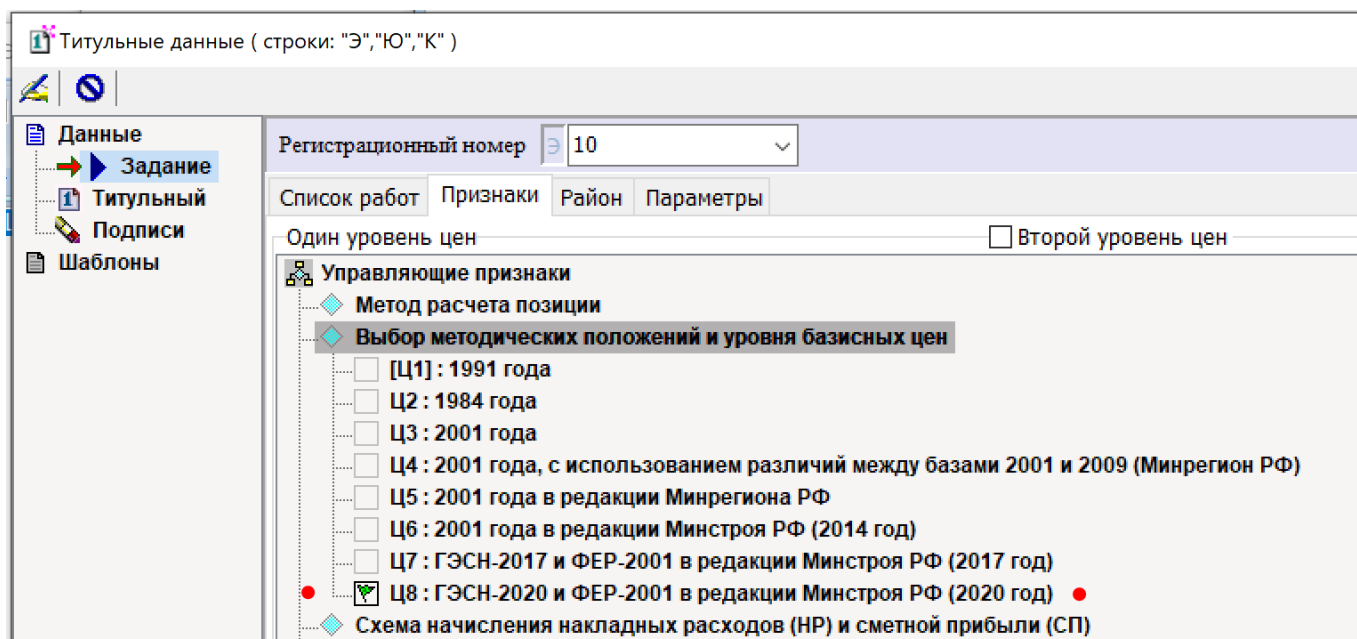 Титульные данные ( строки: "Э","Ю","К" )
Данные
Задание
Титульный
Подписи
Шаблоны
Регистрационный номер Э 10
Список работ Признаки Район Параметры
Один уровень цен Второй уровень цен
Управляющие признаки
Метод расчета позиции
Выбор методических положений и уровня базисных цен
[Ц1] : 1991 года
Ц2 : 1984 года
Ц3 : 2001 года
Ц4 : 2001 года, с использованием различий между базами 2001 и 2009 (Минрегион РФ)
Ц5 : 2001 года в редакции Минрегиона РФ
Ц6 : 2001 года в редакции Минстроя РФ (2014 год)
Ц7 : ГЭСН-2017 и ФЕР-2001 в редакции Минстроя РФ (2017 год)
Ц8 : ГЭСН-2020 и ФЕР-2001 в редакции Минстроя РФ (2020 год)
Схема начисления накладных расходов (НР) и сметной прибыли (СП)